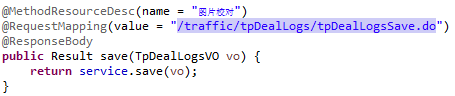 @MethodResourceDesc(name = "图片校对")
@RequestMapping(value = "/traffic/tpDealLogs/tpDealLogsSave.do")
@ResponseBody
public Result save(TpDealLogsVO vo) {
return service.save(vo);
}